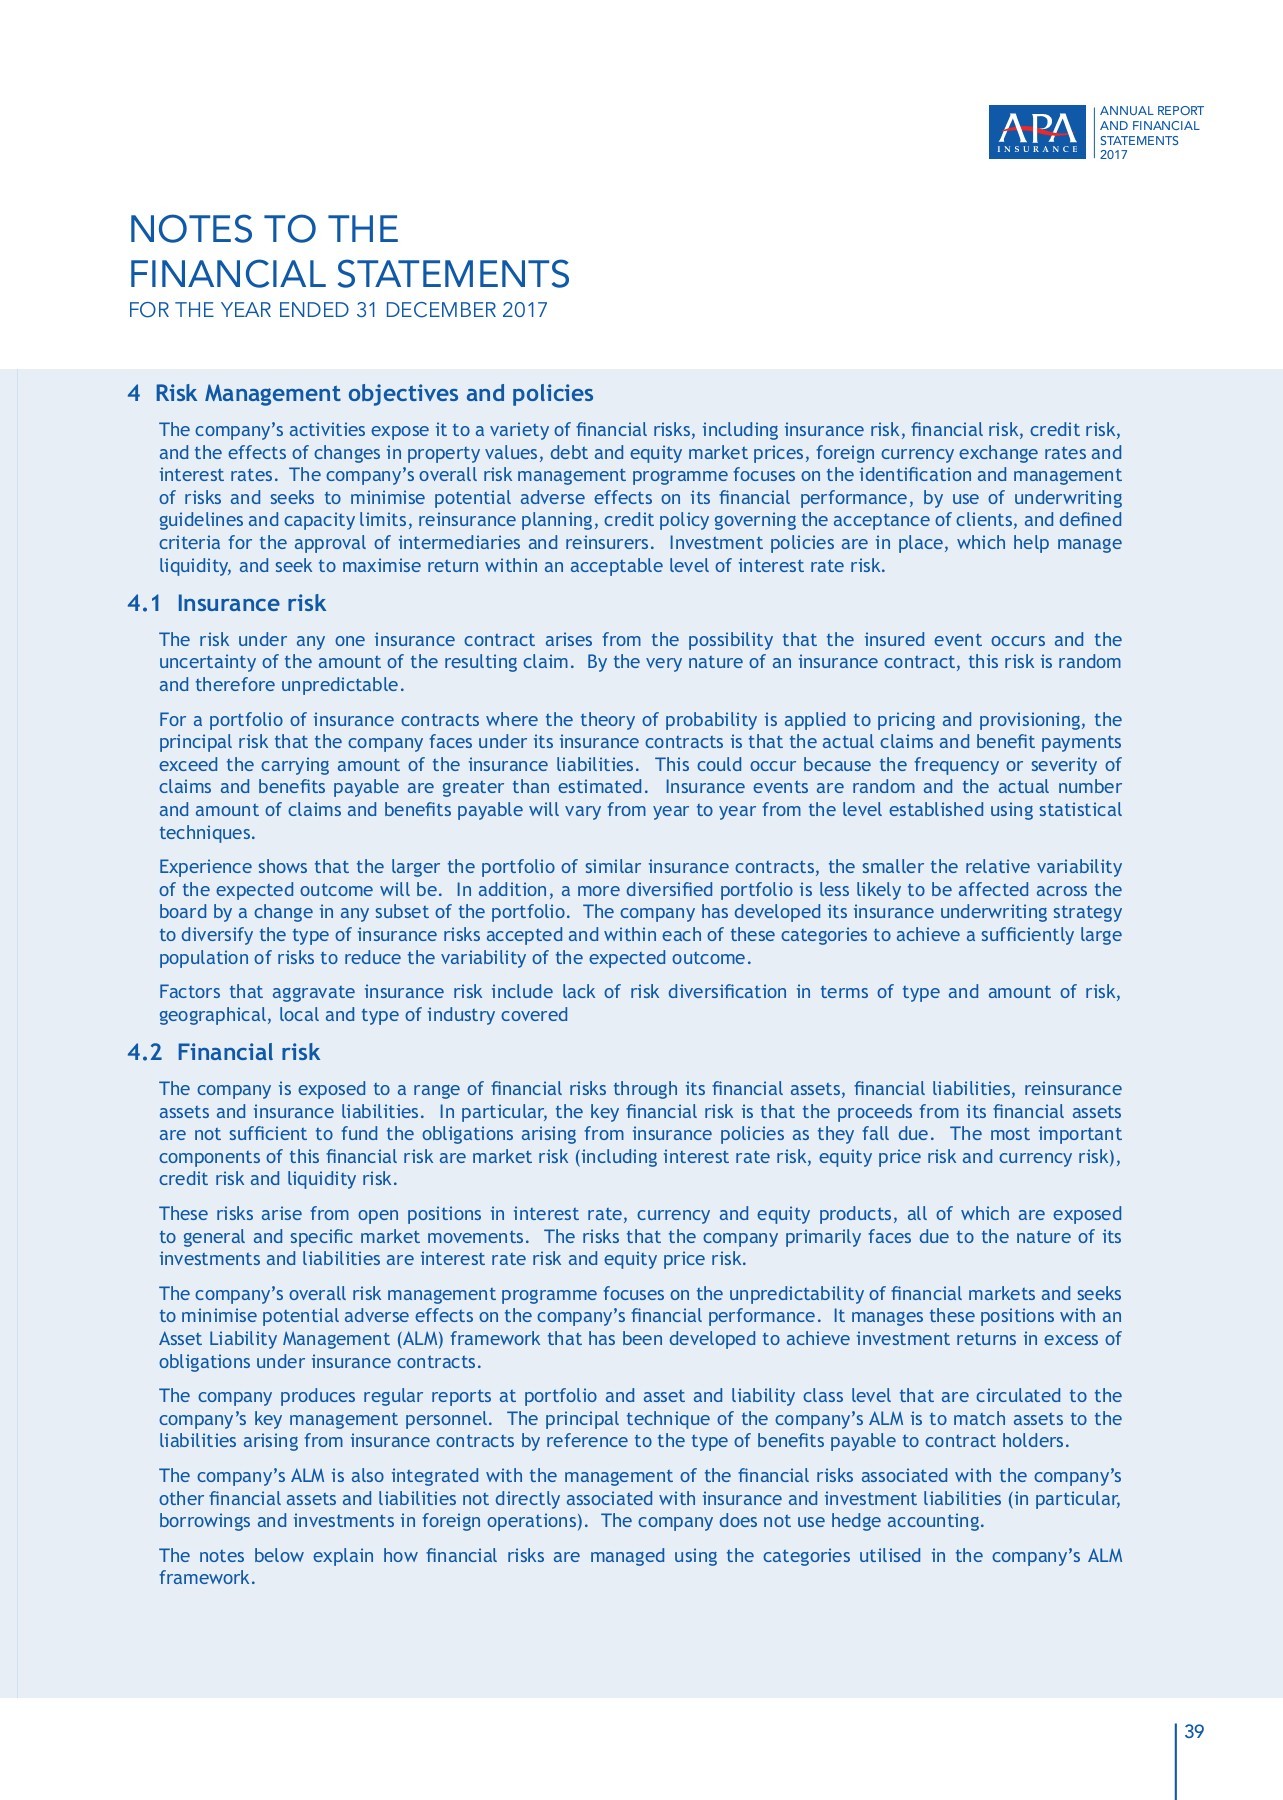 APA
INSURANCE
ANNUAL REPORT
AND FINANCIAL
STATEMENTS
2017
NOTES TO THE
FINANCIAL STATEMENTS
FOR THE YEAR ENDED 31 DECEMBER 2017
4 Risk Management objectives and policies
The company’s activities expose it to a variety of financial risks, including insurance risk, financial risk, credit risk,
and the effects of changes in property values, debt and equity market prices, foreign currency exchange rates and
interest rates. The company’s overall risk management programme focuses on the identification and management
of risks and seeks to minimise potential adverse effects on its financial performance, by use of underwriting
guidelines and capacity limits, reinsurance planning, credit policy governing the acceptance of clients, and defined
criteria for the approval of intermediaries and reinsurers. Investment policies are in place, which help manage
liquidity, and seek to maximise return within an acceptable level of interest rate risk.
4.1 Insurance risk
The risk under any one insurance contract arises from the possibility that the insured event occurs and the
uncertainty of the amount of the resulting claim. By the very nature of an insurance contract, this risk is random
and therefore unpredictable.
For a portfolio of insurance contracts where the theory of probability is applied to pricing and provisioning, the
principal risk that the company faces under its insurance contracts is that the actual claims and benefit payments
exceed the carrying amount of the insurance liabilities. This could occur because the frequency or severity of
claims and benefits payable are greater than estimated. Insurance events are random and the actual number
and amount of claims and benefits payable will vary from year to year from the level established using statistical
techniques.
Experience shows that the larger the portfolio of similar insurance contracts, the smaller the relative variability
of the expected outcome will be. In addition, a more diversified portfolio is less likely to be affected across the
board by a change in any subset of the portfolio. The company has developed its insurance underwriting strategy
to diversify the type of insurance risks accepted and within each of these categories to achieve a sufficiently large
population of risks to reduce the variability of the expected outcome.
Factors that aggravate insurance risk include lack of risk diversification in terms of type and amount of risk,
geographical, local and type of industry covered
4.2 Financial risk
The company is exposed to a range of financial risks through its financial assets, financial liabilities, reinsurance
assets and insurance liabilities. In particular, the key financial risk is that the proceeds from its financial assets
are not sufficient to fund the obligations arising from insurance policies as they fall due. The most important
components of this financial risk are market risk (including interest rate risk, equity price risk and currency risk),
credit risk and liquidity risk.
These risks arise from open positions in interest rate, currency and equity products, all of which are exposed
to general and specific market movements. The risks that the company primarily faces due to the nature of its
investments and liabilities are interest rate risk and equity price risk.
The company’s overall risk management programme focuses on the unpredictability of financial markets and seeks
to minimise potential adverse effects on the company’s financial performance. It manages these positions with an
Asset Liability Management (ALM) framework that has been developed to achieve investment returns in excess of
obligations under insurance contracts.
The company produces regular reports at portfolio and asset and liability class level that are circulated to the
company’s key management personnel. The principal technique of the company’s ALM is to match assets to the
liabilities arising from insurance contracts by reference to the type of benefits payable to contract holders.
The company’s ALM is also integrated with the management of the financial risks associated with the company’s
other financial assets and liabilities not directly associated with insurance and investment liabilities (in particular,
borrowings and investments in foreign operations). The company does not use hedge accounting.
The notes below explain how financial risks are managed using the categories utilised in the company’s ALM
framework.
39